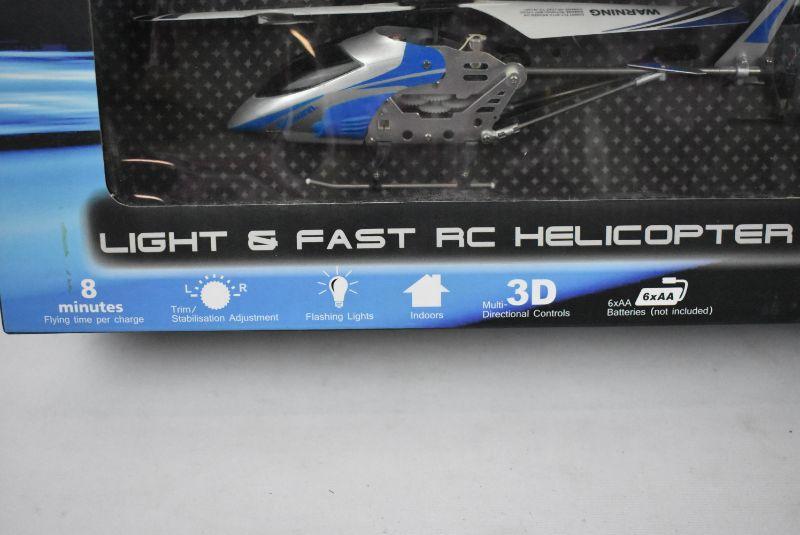 WARNING
LIGHT & FAST RC HELICOPTER
8
minutes
Flying time per charge
L R
Trim/
Stabilisation Adjustment
Flashing Lights
Indoors
Multi- 3D
Directional Controls
6xAA 6xAA
Batteries (not included)